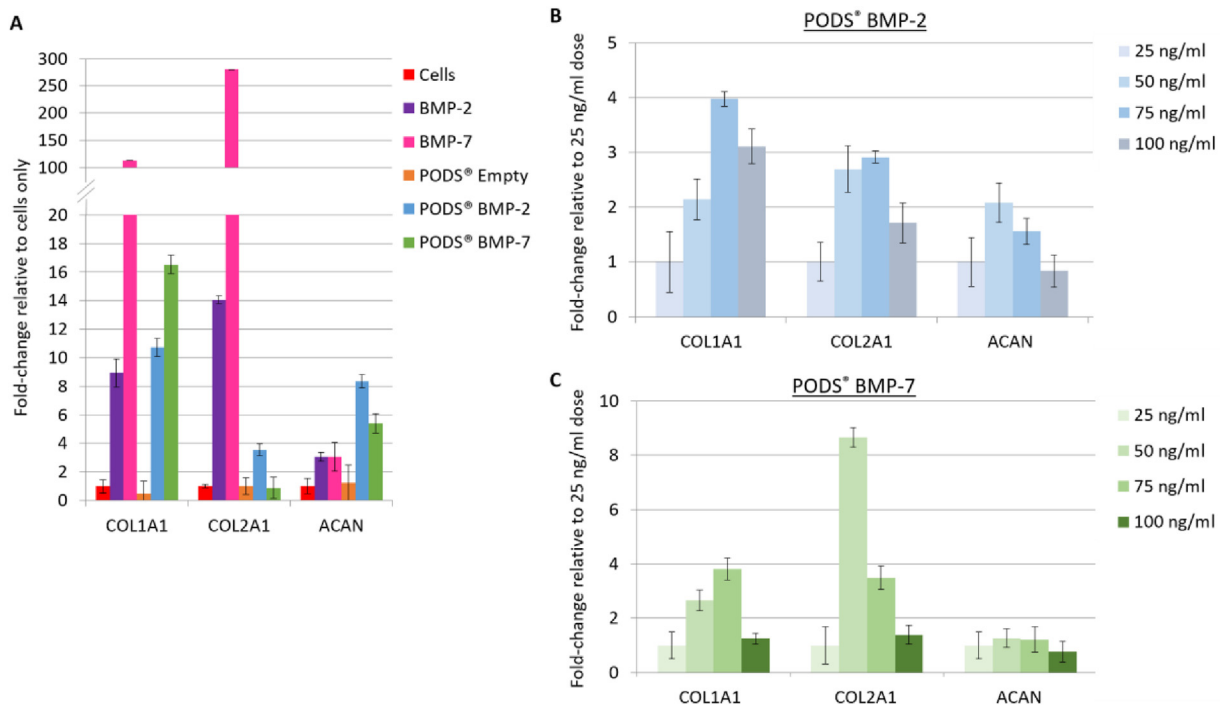 A
Fold-change relative to cells only
300
250
200
150
100
20
18
16
14
12
10
8
6
4
2
0
COL1A1 COL2A1 ACAN
Cells
BMP-2
BMP-7
PODS® Empty
PODS® BMP-2
PODS® BMP-7
B
PODS® BMP-2
Fold-change relative to 25 ng/ml dose
5
4
3
2
1
0
COL1A1 COL2A1 ACAN
25 ng/ml
50 ng/ml
75 ng/ml
100 ng/ml
C
PODS® BMP-7
Fold-change relative to 25 ng/ml dose
10
8
6
4
2
0
COL1A1 COL2A1 ACAN
25 ng/ml
50 ng/ml
75 ng/ml
100 ng/ml